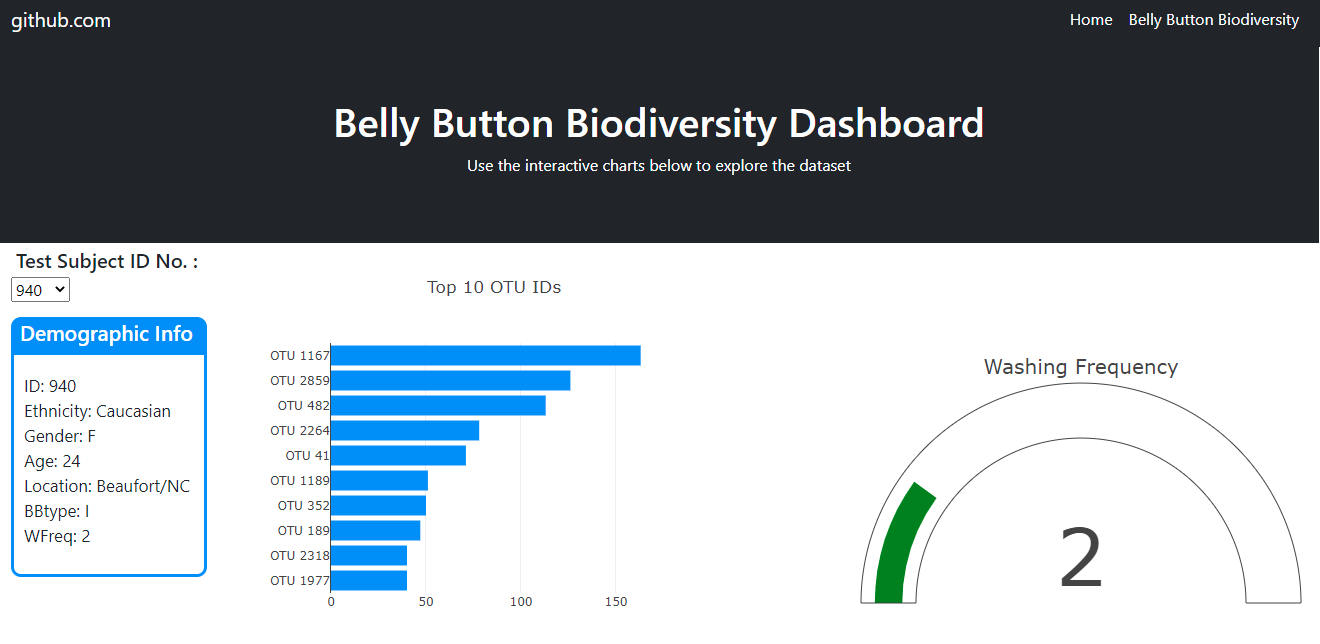 github.com
Home Belly Button Biodiversity
Belly Button Biodiversity Dashboard
Use the interactive charts below to explore the dataset
Test Subject ID No. :
940
Demographic Info
ID: 940
Ethnicity: Caucasian
Gender: F
Age: 24
Location: Beaufort/NC
BBtype: I
WFreq: 2
Top 10 OTU IDs
OTU 1167
OTU 2859
OTU 482
OTU 2264
OTU 41
OTU 1189
OTU 352
OTU 189
OTU 2318
OTU 1977
0 50 100 150
Washing Frequency
2